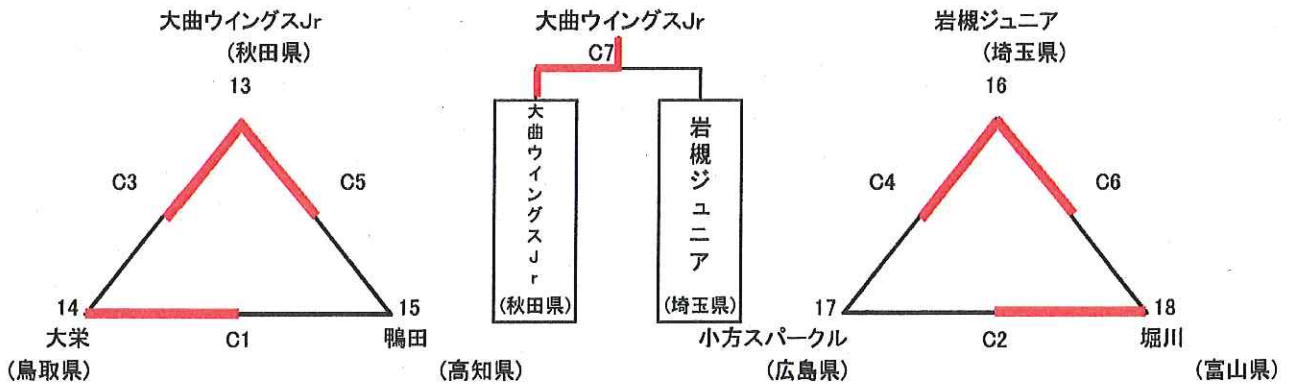 大曲ウイングスJr
(秋田県)
13
C3
C5
14
大栄
(鳥取県)
C1
15
鴨田
(高知県)
大曲ウイングスJr
C7
大曲ウイングスJr
(秋田県)
岩槻ジュニア
(埼玉県)
岩槻ジュニア
(埼玉県)
16
C4
C6
17
小方スパークル
(広島県)
C2
18
堀川
(富山県)